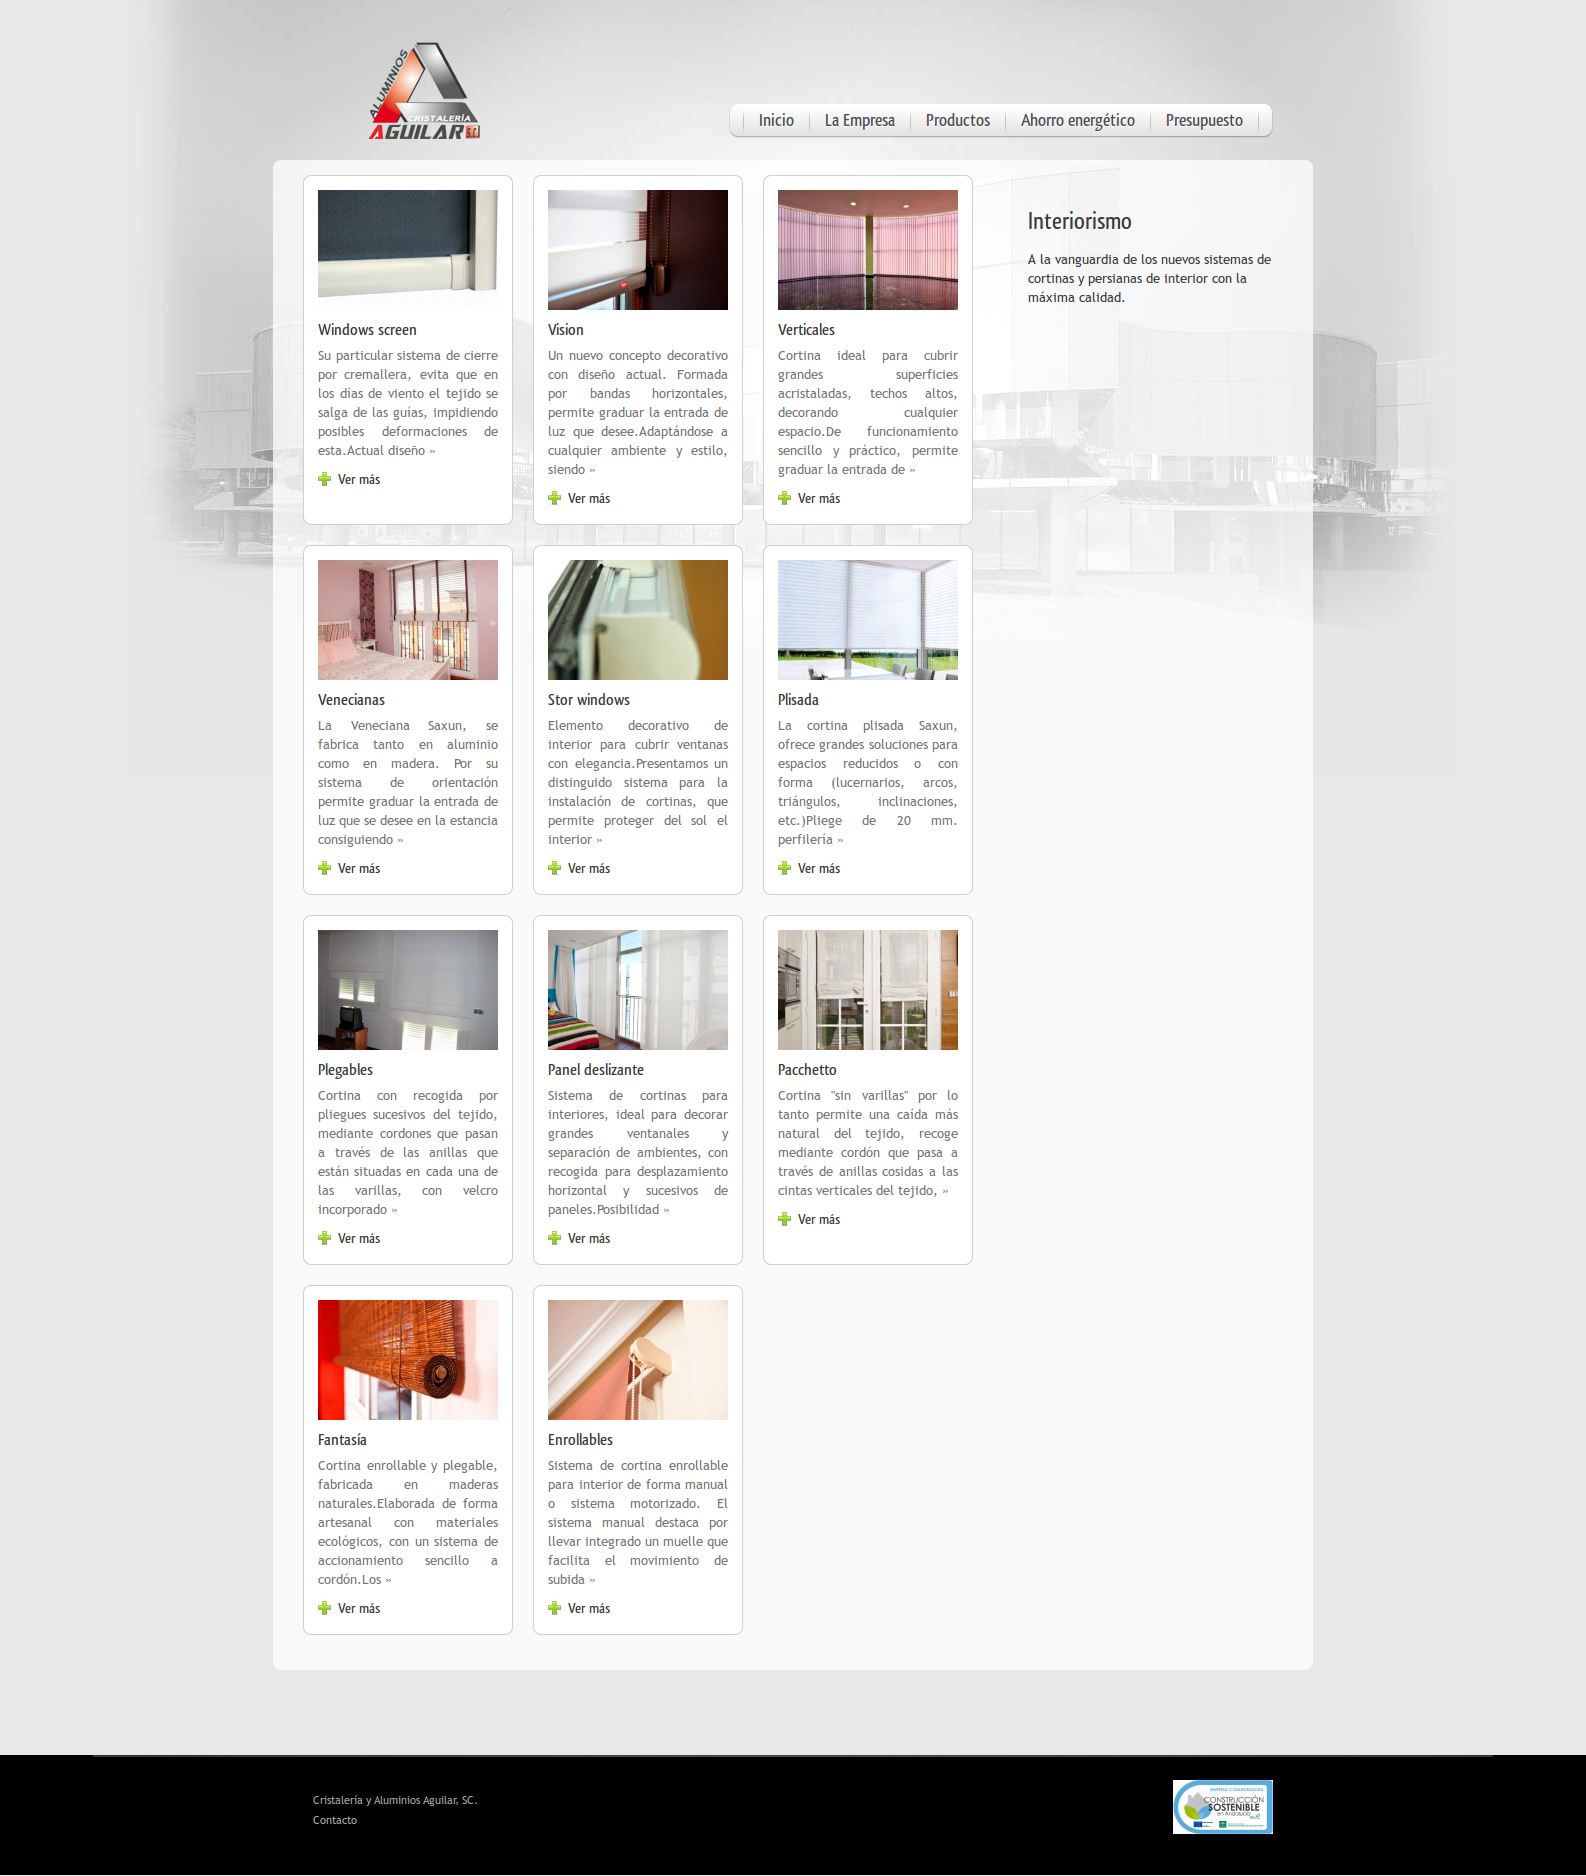 ALUMINIOS
CRISTALERÍA
AGUILAR S.C.
Inicio
La Empresa
Productos
Ahorro energético
Presupuesto
Windows screen
Su particular sistema de cierre
por cremallera, evita que en
los días de viento el tejido se
salga de las guías, impidiendo
posibles deformaciones de
esta.Actual diseño »
Ver más
Vision
Un nuevo concepto decorativo
con diseño actual. Formada
por bandas horizontales,
permite graduar la entrada de
luz que desee.Adaptándose a
cualquier ambiente y estilo,
siendo »
Ver más
Verticales
Cortina ideal para cubrir
grandes superficies
acristaladas, techos altos,
decorando cualquier
espacio.De funcionamiento
sencillo y práctico, permite
graduar la entrada de »
Ver más
Interiorismo
A la vanguardia de los nuevos sistemas de
cortinas y persianas de interior con la
máxima calidad.
Venecianas
La Veneciana Saxun, se
fabrica tanto en aluminio
como en madera. Por su
sistema de orientación
permite graduar la entrada de
luz que se desee en la estancia
consiguiendo »
Ver más
Stor windows
Elemento decorativo de
interior para cubrir ventanas
con elegancia.Presentamos un
distinguido sistema para la
instalación de cortinas, que
permite proteger del sol el
interior »
Ver más
Plisada
La cortina plisada Saxun,
ofrece grandes soluciones para
espacios reducidos o con
forma (lucernarios, arcos,
triángulos, inclinaciones,
etc.)Pliege de 20 mm.
perfilería »
Ver más
Plegables
Cortina con recogida por
pliegues sucesivos del tejido,
mediante cordones que pasan
a través de las anillas que
están situadas en cada una de
las varillas, con velcro
incorporado »
Ver más
Panel deslizante
Sistema de cortinas para
interiores, ideal para decorar
grandes ventanales y
separación de ambientes, con
recogida para desplazamiento
horizontal y sucesivos de
paneles.Posibilidad »
Ver más
Pacchetto
Cortina "sin varillas" por lo
tanto permite una caída más
natural del tejido, recoge
mediante cordón que pasa a
través de anillas cosidas a las
cintas verticales del tejido, »
Ver más
Fantasía
Cortina enrollable y plegable,
fabricada en maderas
naturales.Elaborada de forma
artesanal con materiales
ecológicos, con un sistema de
accionamiento sencillo a
cordón.Los »
Ver más
Enrollables
Sistema de cortina enrollable
para interior de forma manual
o sistema motorizado. El
sistema manual destaca por
llevar integrado un muelle que
facilita el movimiento de
subida »
Ver más
Cristalería y Aluminios Aguilar, SC.
Contacto
EMPRESA COLABORADORA
CONSTRUCCIÓN
SOSTENIBLE
en Andalucía